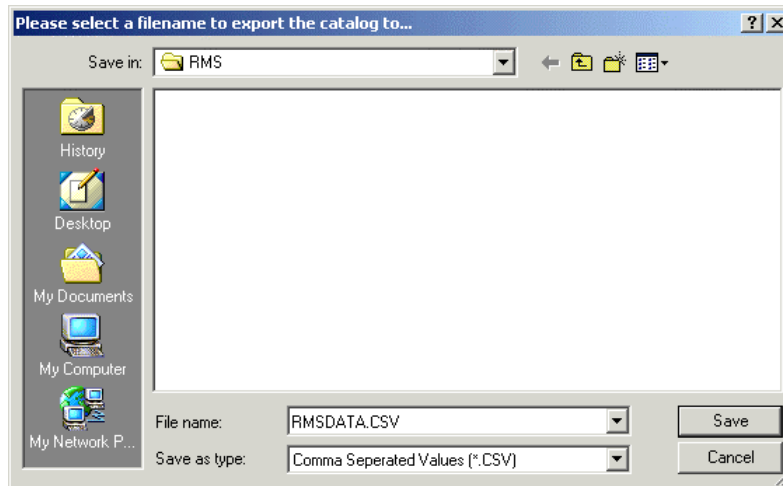 Please select a filename to export the catalog to...
Save in: RMS
History
Desktop
My Documents
My Computer
My Network P...
File name: RMSDATA.CSV Save
Save as type: Comma Seperated Values (*.CSV) Cancel